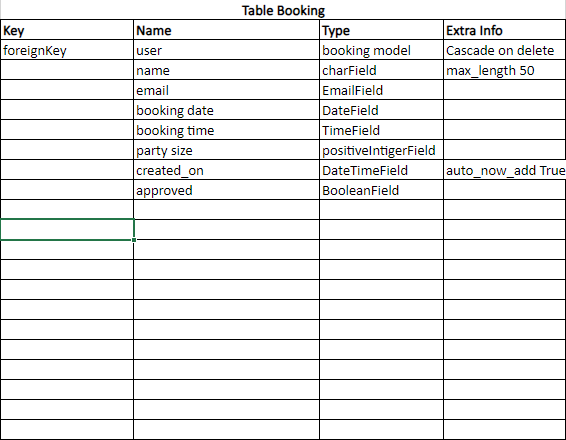 Table Booking
Key Name Type Extra Info
foreignKey user booking model Cascade on delete
name charField max_length 50
email EmailField
booking date DateField
booking time TimeField
party size positiveIntigerField
created_on DateTimeField auto_now_add True
approved BooleanField